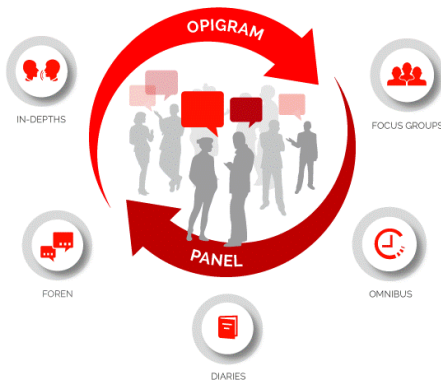 OPIGRAM
IN-DEPTHS
FOCUS GROUPS
FOREN
PANEL
OMNIBUS
DIARIES